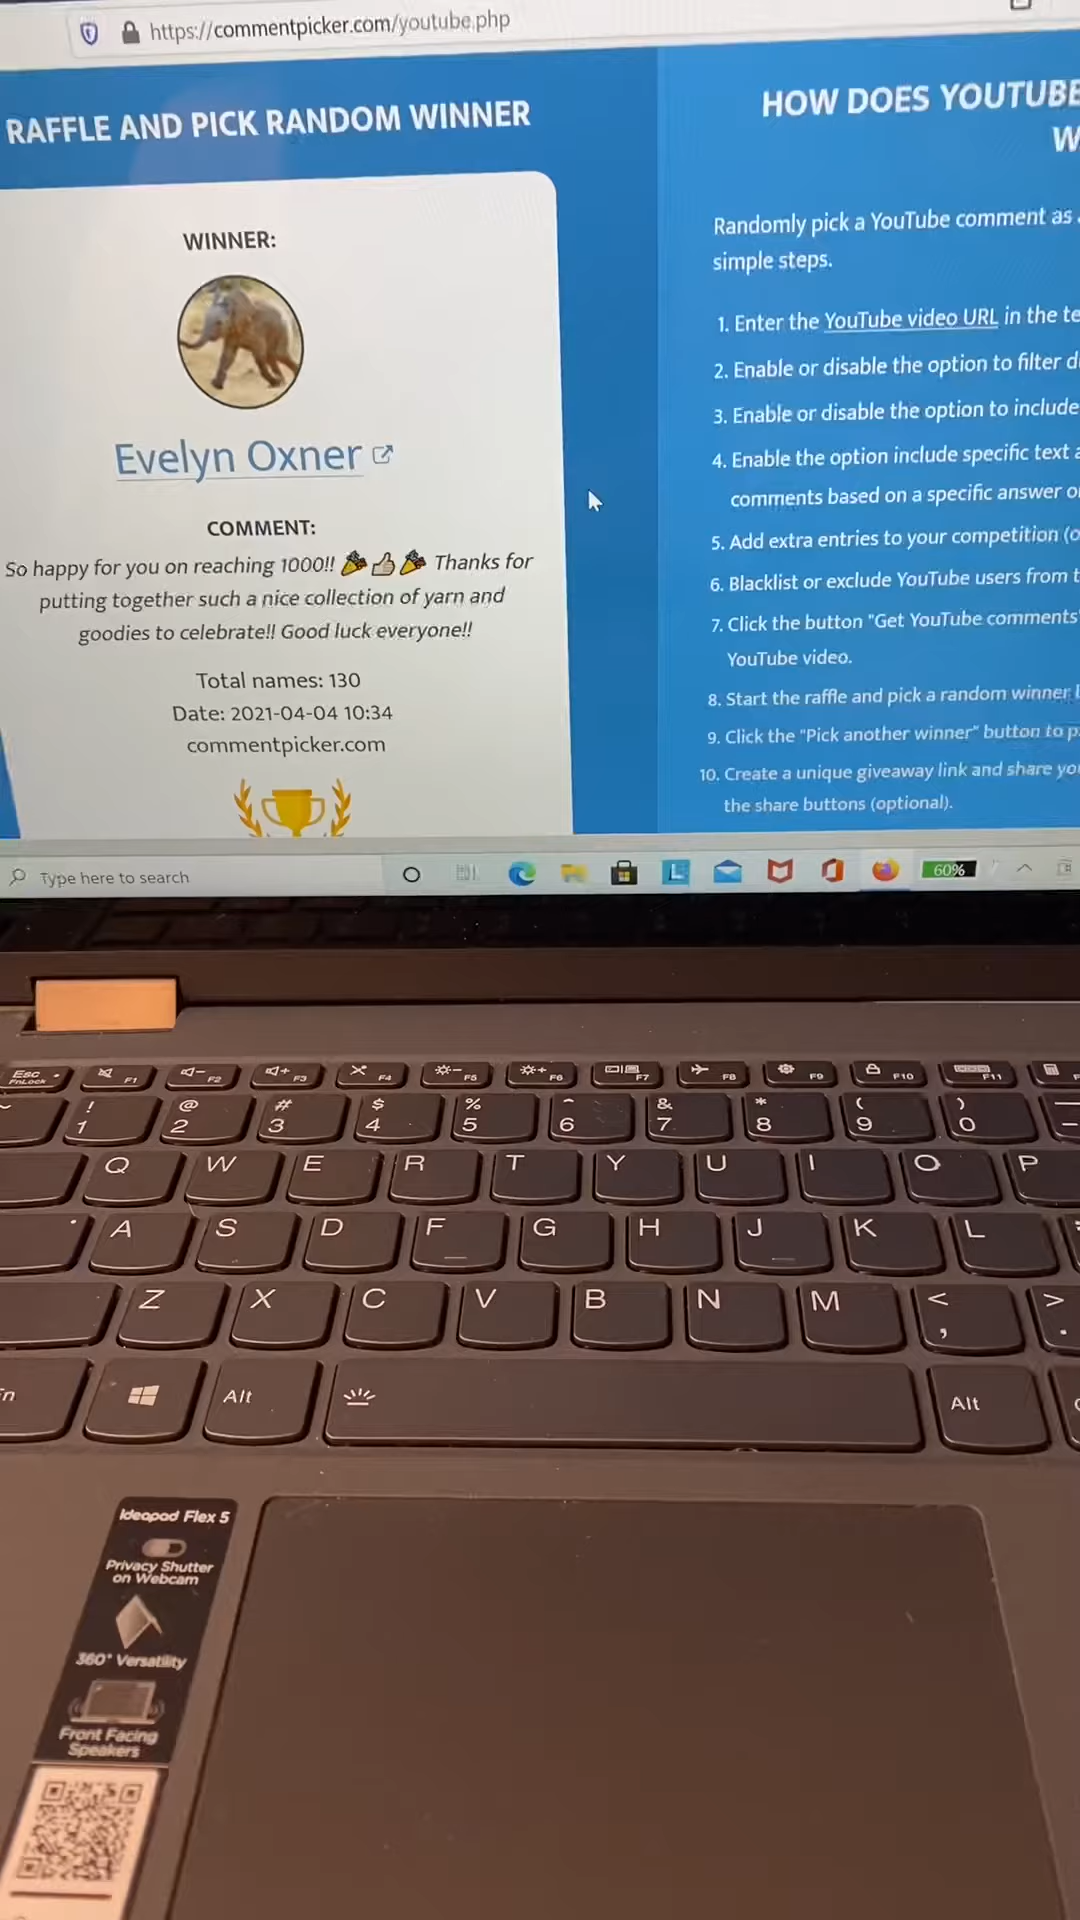 https://commentpicker.com/youtube.php
RAFFLE AND PICK RANDOM WINNER
WINNER:
Evelyn Oxner
COMMENT:
So happy for you on reaching 1000!! 🎉👍🎉 Thanks for
putting together such a nice collection of yarn and
goodies to celebrate!! Good luck everyone!!
Total names: 130
Date: 2021-04-04 10:34
commentpicker.com
HOW DOES YOUTUBE
Randomly pick a YouTube comment as
simple steps.
1. Enter the YouTube video URL in the
2. Enable or disable the option to filter
3. Enable or disable the option to include
4. Enable the option include specific text
comments based on a specific answer
5. Add extra entries to your competition
6. Blacklist or exclude YouTube users from
7. Click the button "Get YouTube comments"
YouTube video.
8. Start the raffle and pick a random winner
9. Click the "Pick another winner" button to
10. Create a unique giveaway link and share
the share buttons (optional).
Type here to search
60%
Esc F1 F2 F3 F4 F5 F6 F7 F8 F9 F10 F11
FnLock
! @ # $ % ^ & * ( )
1 2 3 4 5 6 7 8 9 0
Q W E R T Y U I O P
A S D F G H J K L
Z X C V B N M < >
, .
Alt Alt
Ideapad Flex 5
Privacy Shutter
on Webcam
360° Versatility
Front Facing
Speakers